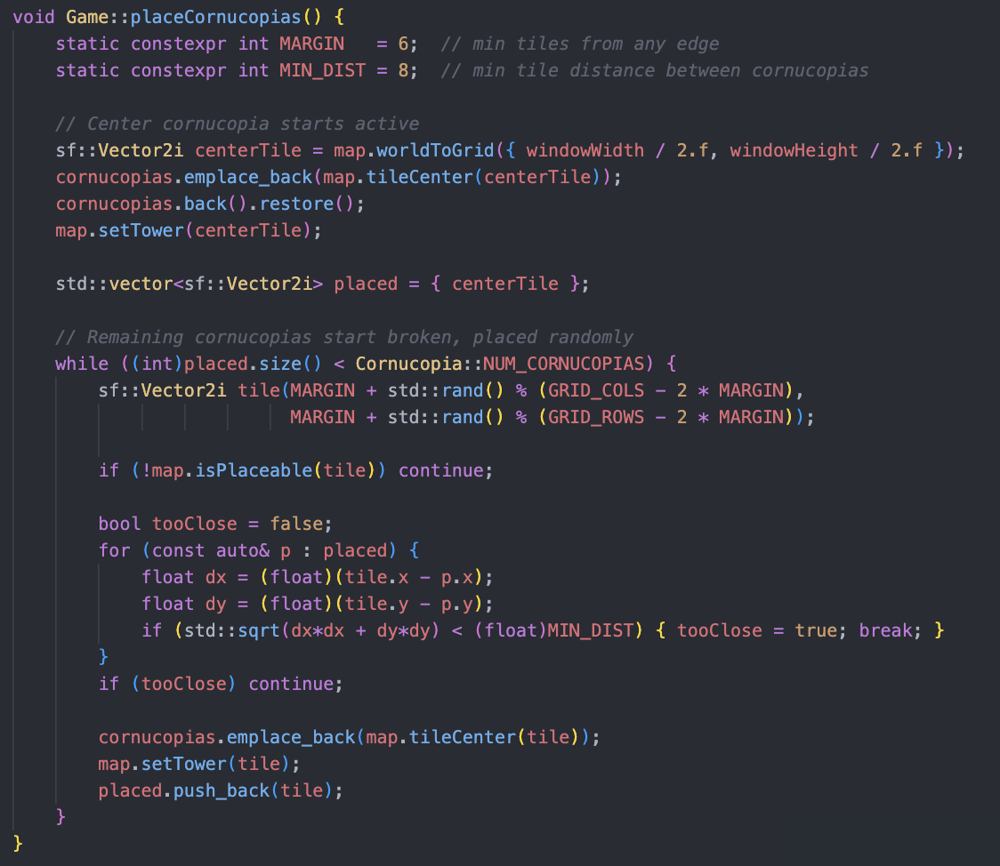 void Game::placeCornucopias() {
    static constexpr int MARGIN   = 6;  // min tiles from any edge
    static constexpr int MIN_DIST = 8;  // min tile distance between cornucopias

    // Center cornucopia starts active
    sf::Vector2i centerTile = map.worldToGrid({ windowWidth / 2.f, windowHeight / 2.f });
    cornucopias.emplace_back(map.tileCenter(centerTile));
    cornucopias.back().restore();
    map.setTower(centerTile);

    std::vector<sf::Vector2i> placed = { centerTile };

    // Remaining cornucopias start broken, placed randomly
    while ((int)placed.size() < Cornucopia::NUM_CORNUCOPIAS) {
        sf::Vector2i tile(MARGIN + std::rand() % (GRID_COLS - 2 * MARGIN),
                          MARGIN + std::rand() % (GRID_ROWS - 2 * MARGIN));

        if (!map.isPlaceable(tile)) continue;

        bool tooClose = false;
        for (const auto& p : placed) {
            float dx = (float)(tile.x - p.x);
            float dy = (float)(tile.y - p.y);
            if (std::sqrt(dx*dx + dy*dy) < (float)MIN_DIST) { tooClose = true; break; }
        }
        if (tooClose) continue;

        cornucopias.emplace_back(map.tileCenter(tile));
        map.setTower(tile);
        placed.push_back(tile);
    }
}